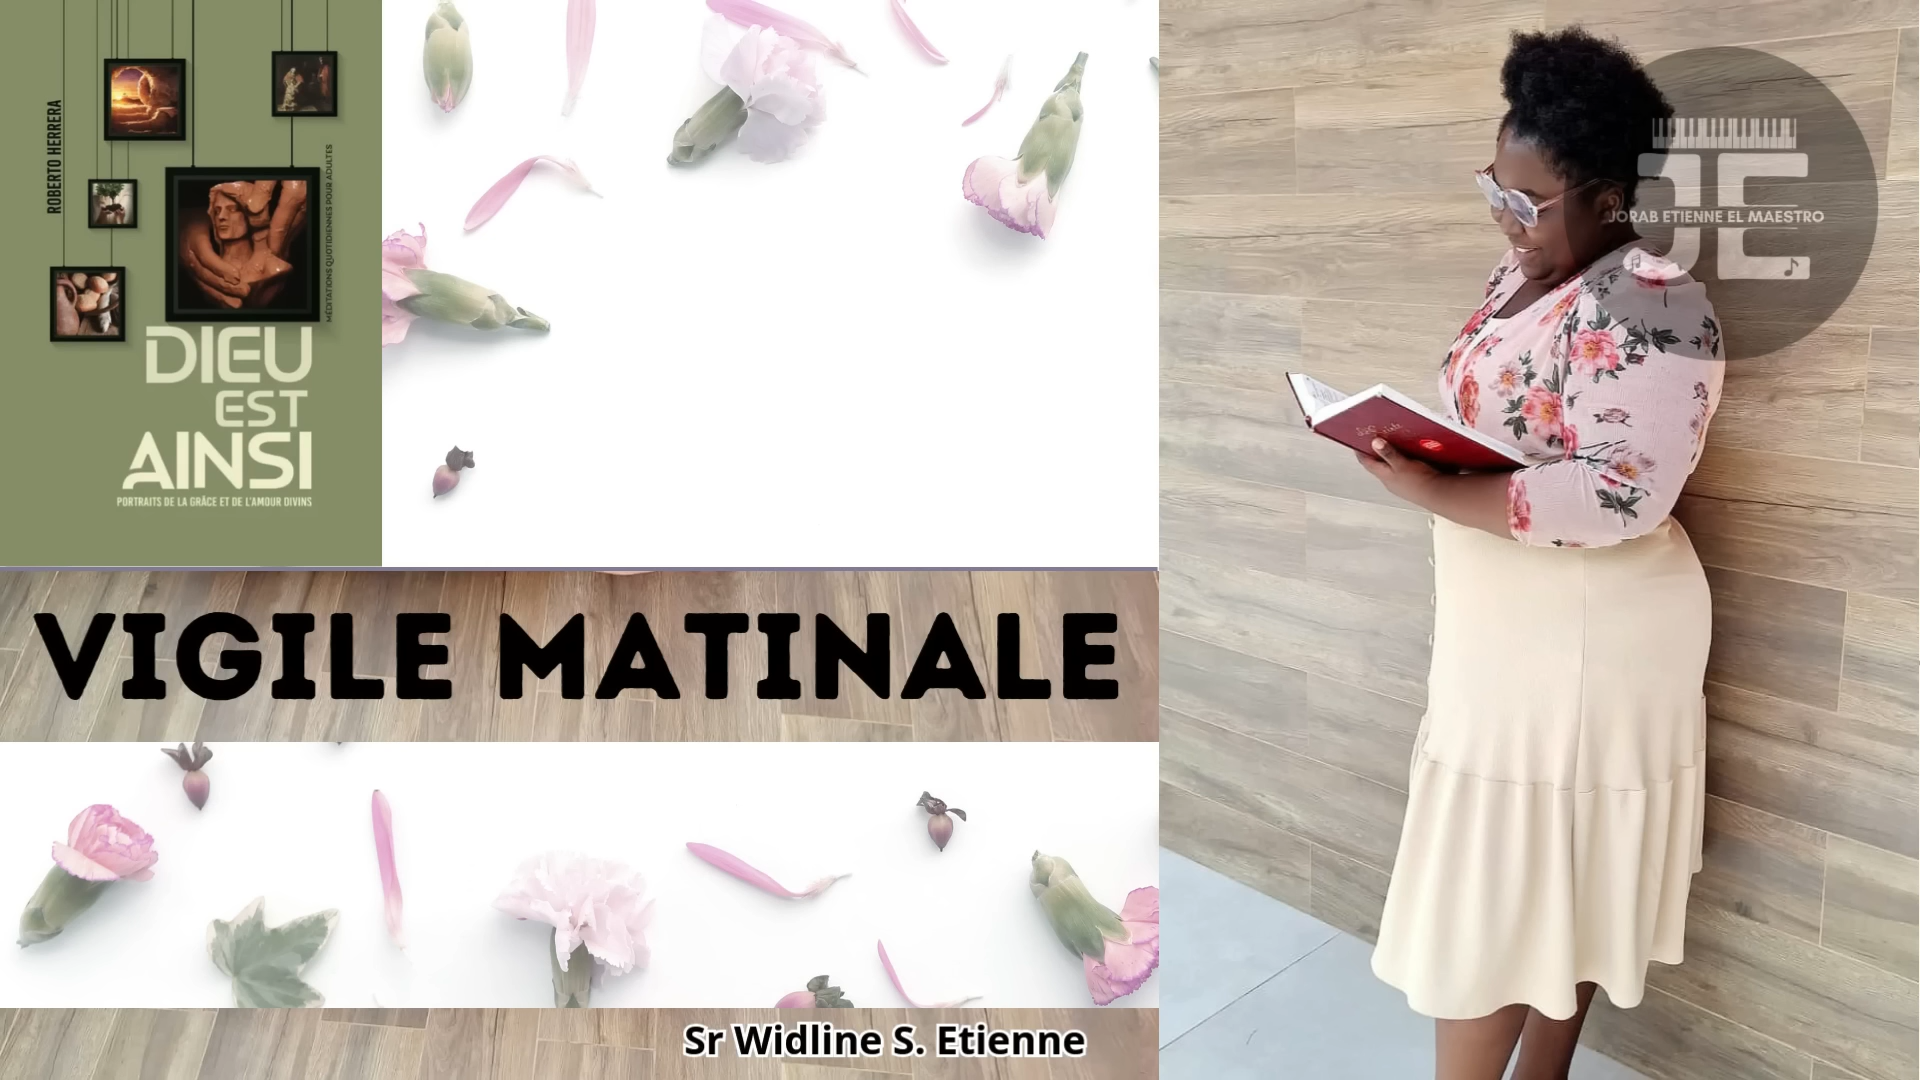 ROBERTO HERRERA
MÉDITATIONS QUOTIDIENNES POUR ADULTES
DIEU
EST
AINSI
PORTRAITS DE LA GRÂCE ET DE L'AMOUR DIVINS
VIGILE MATINALE
Sr Widline S. Etienne
JE
JORAB ETIENNE EL MAESTRO